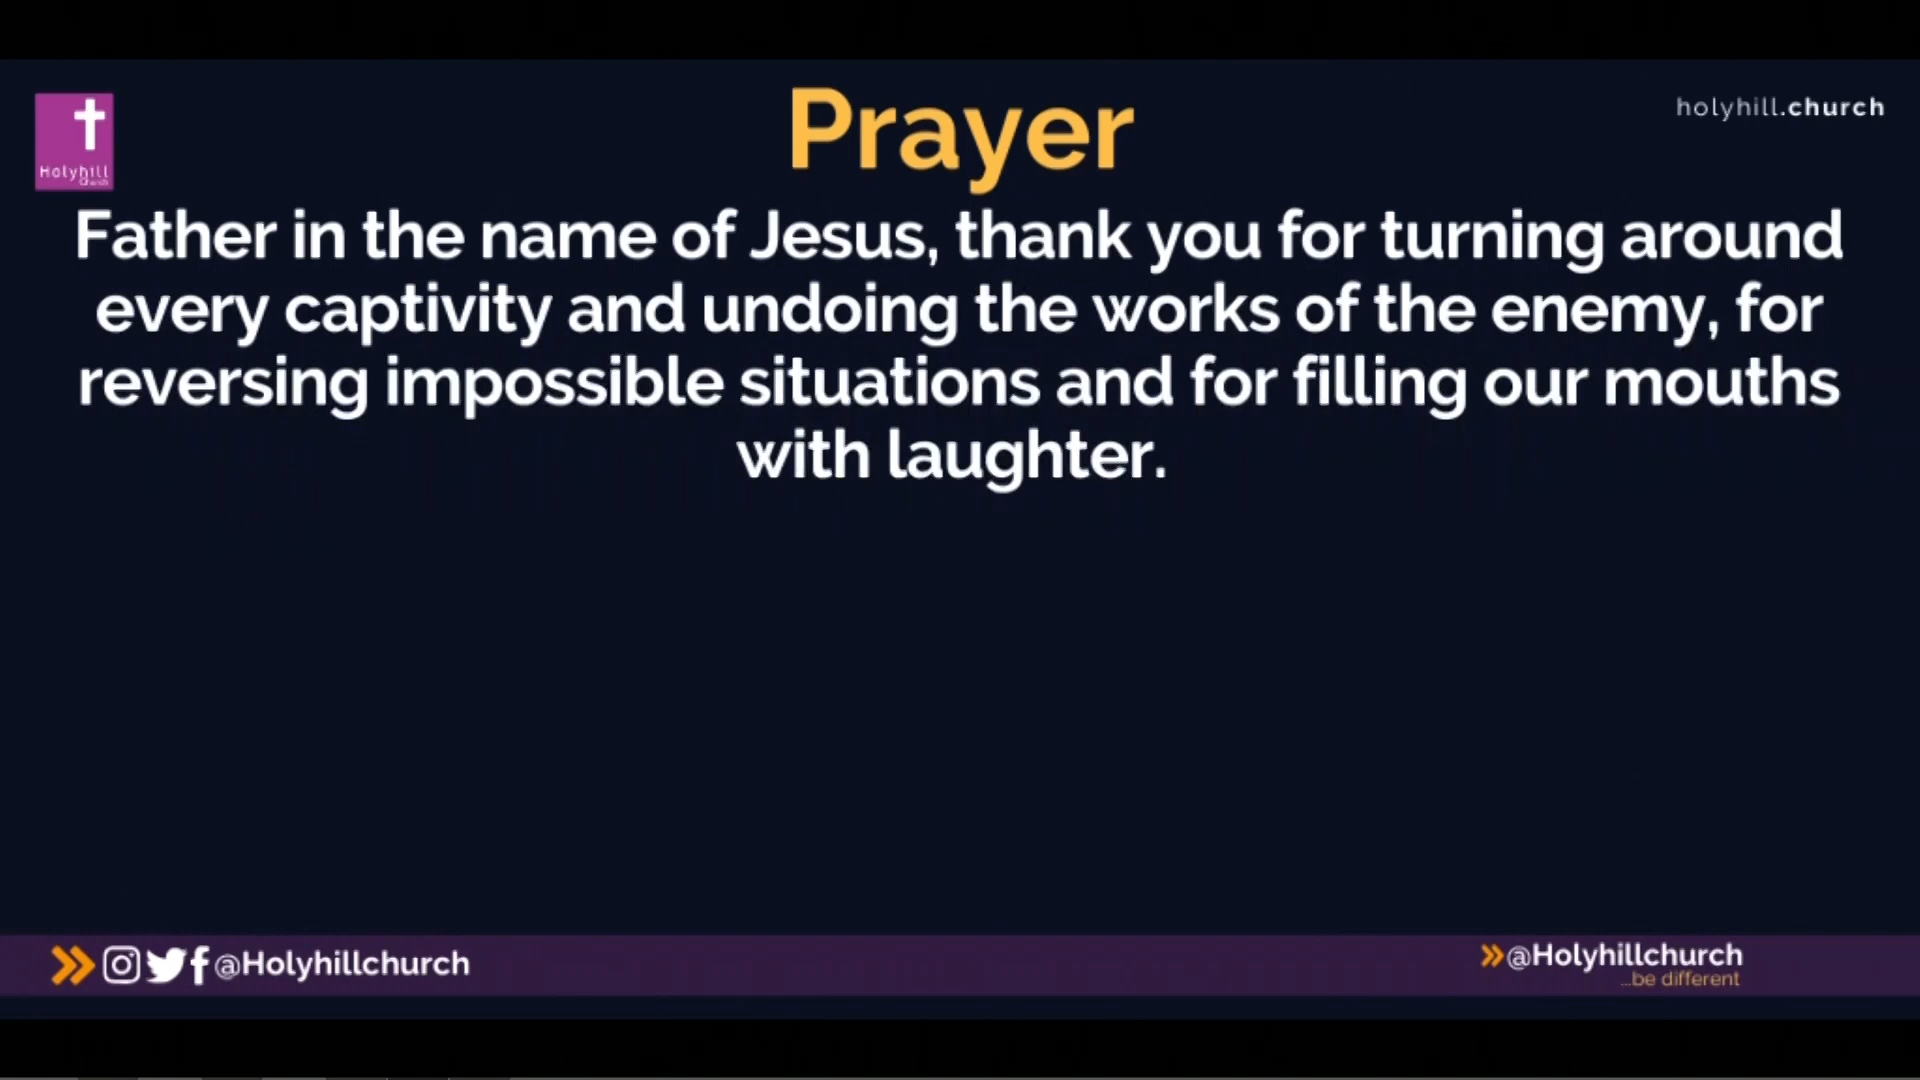 Prayer
holyhill.church
Holyhill
Church
Father in the name of Jesus, thank you for turning around
every captivity and undoing the works of the enemy, for
reversing impossible situations and for filling our mouths
with laughter.
@Holyhillchurch
@Holyhillchurch
...be different